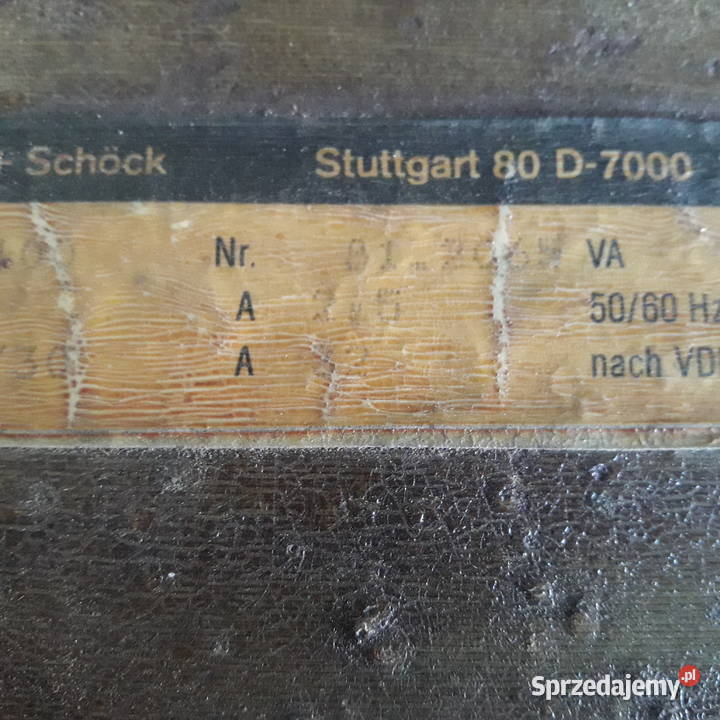 + Schöck Stuttgart 80 D-7000
Nr. VA
A 50/60 Hz
A nach VD
Sprzedajemy.pl